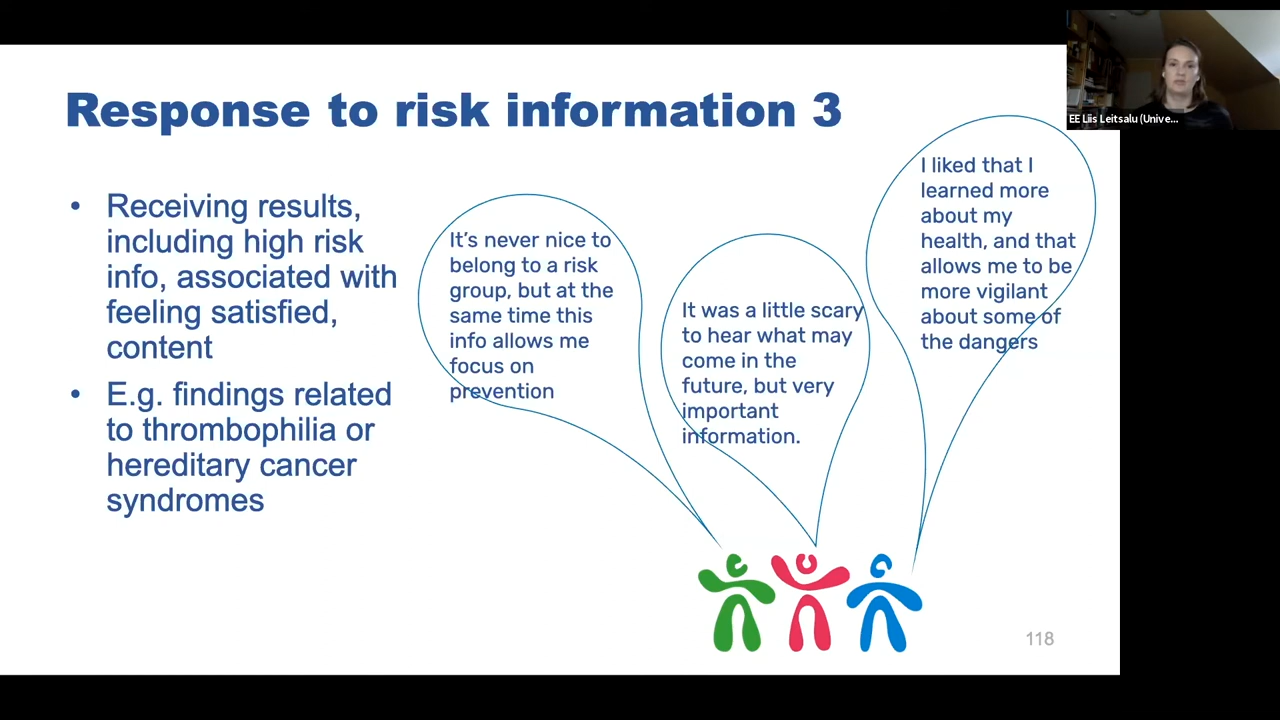 EE Liis Leitsalu (Unive...
Response to risk information 3
• Receiving results,
including high risk
info, associated with
feeling satisfied,
content
• E.g. findings related
to thrombophilia or
hereditary cancer
syndromes
It's never nice to
belong to a risk
group, but at the
same time this
info allows me
focus on
prevention
It was a little scary
to hear what may
come in the
future, but very
important
information.
I liked that I
learned more
about my
health, and that
allows me to be
more vigilant
about some of
the dangers
118